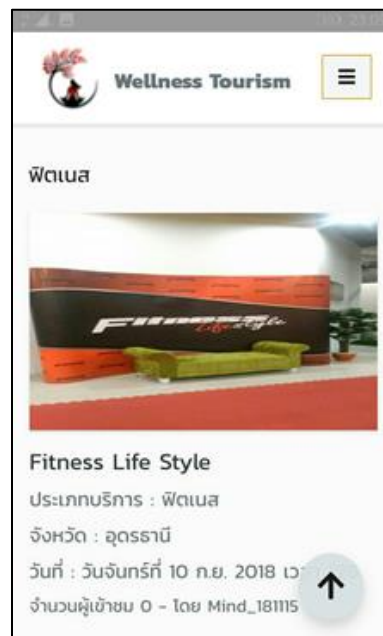 Wellness Tourism
ฟิตเนส
Fitness
Life style
Fitness Life Style
ประเภทบริการ : ฟิตเนส
จังหวัด : อุดรธานี
วันที่ : วันจันทร์ที่ 10 ก.ย. 2018
จำนวนผู้เข้าชม 0 - โดย Mind_181115